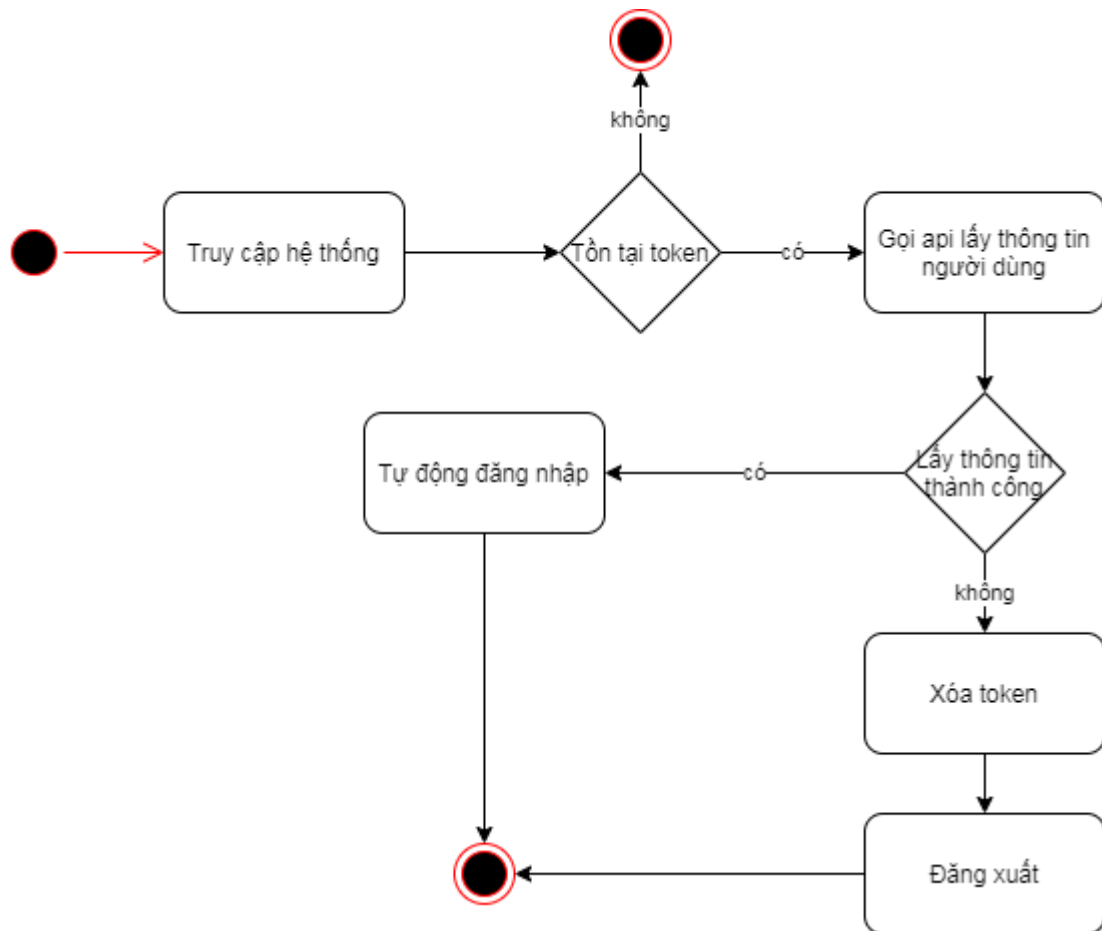 không
Truy cập hệ thống
Tồn tại token
có
Gọi api lấy thông tin
người dùng
Tự động đăng nhập
có
Lấy thông tin
thành công
không
Xóa token
Đăng xuất